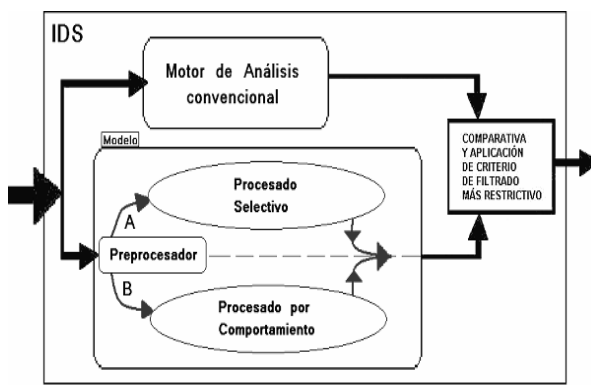 IDS
Motor de Análisis
convencional
Modelo
Procesado
Selectivo
A
Preprocesador
B
Procesado por
Comportamiento
COMPARATIVA
Y APLICACIÓN
DE CRITERIO
DE FILTRADO
MÁS RESTRICTIVO